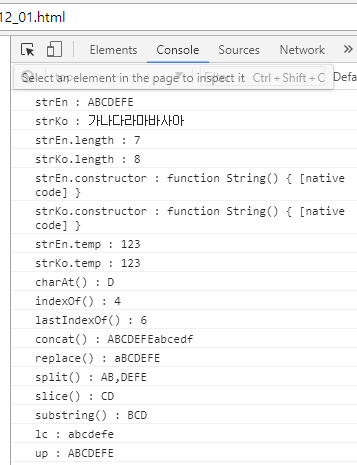 12_01.html
Elements Console Sources Network »
Select an element in the page to inspect it Ctrl + Shift + C Defa
strEn : ABCDEFE
strKo : 가나다라마바사아
strEn.length : 7
strKo.length : 8
strEn.constructor : function String() { [native
code] }
strKo.constructor : function String() { [native
code] }
strEn.temp : 123
strKo.temp : 123
charAt() : D
indexOf() : 4
lastIndexOf() : 6
concat() : ABCDEFEabcedf
replace() : aBCDEFE
split() : AB,DEFE
slice() : CD
substring() : BCD
lc : abcdefe
up : ABCDEFE